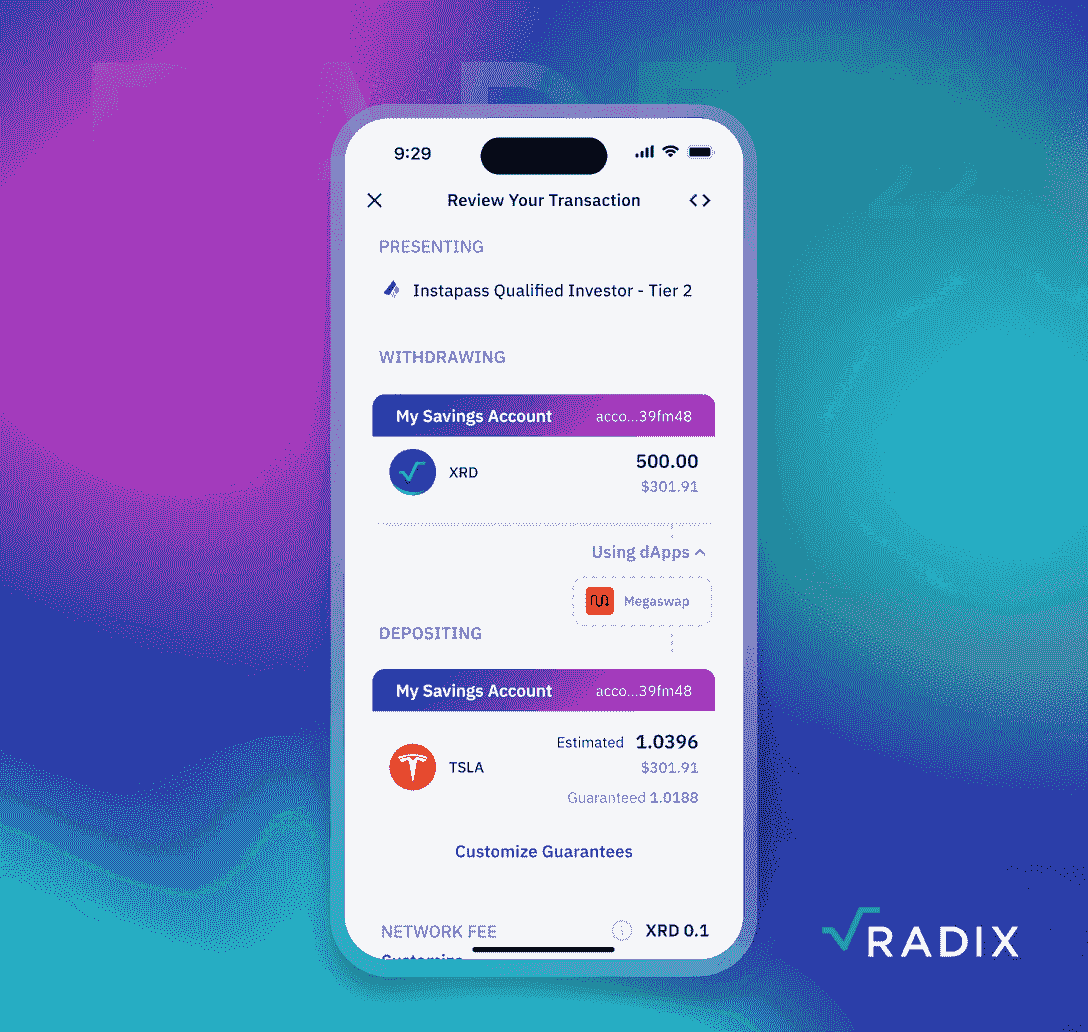 9:29
Review Your Transaction
PRESENTING
Instapass Qualified Investor - Tier 2
WITHDRAWING
My Savings Account acco...39fm48
XRD 500.00
$301.91
Using dApps
Megaswap
DEPOSITING
My Savings Account acco...39fm48
Estimated 1.0396
TSLA $301.91
Guaranteed 1.0188
Customize Guarantees
NETWORK FEE XRD 0.1
Customize
RADIX